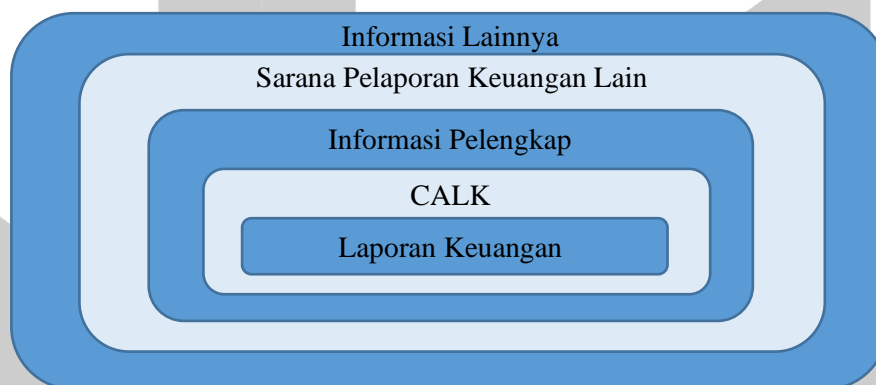 Informasi Lainnya
Sarana Pelaporan Keuangan Lain
Informasi Pelengkap
CALK
Laporan Keuangan